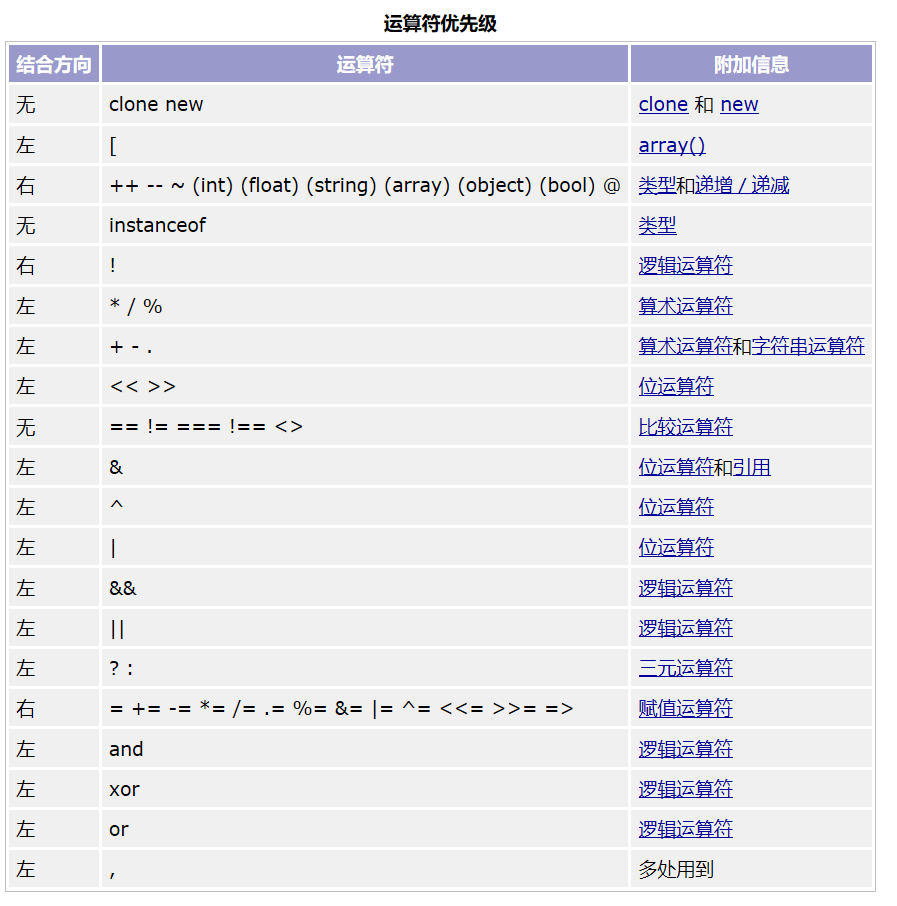 运算符优先级
结合方向 运算符 附加信息
无 clone new clone 和 new
左 [ array()
右 ++ -- ~ (int) (float) (string) (array) (object) (bool) @ 类型和递增／递减
无 instanceof 类型
右 ! 逻辑运算符
左 * / % 算术运算符
左 + - . 算术运算符和字符串运算符
左 << >> 位运算符
无 == != === !== <> 比较运算符
左 & 位运算符和引用
左 ^ 位运算符
左 | 位运算符
左 && 逻辑运算符
左 || 逻辑运算符
左 ? : 三元运算符
右 = += -= *= /= .= %= &= |= ^= <<= >>= => 赋值运算符
左 and 逻辑运算符
左 xor 逻辑运算符
左 or 逻辑运算符
左 , 多处用到